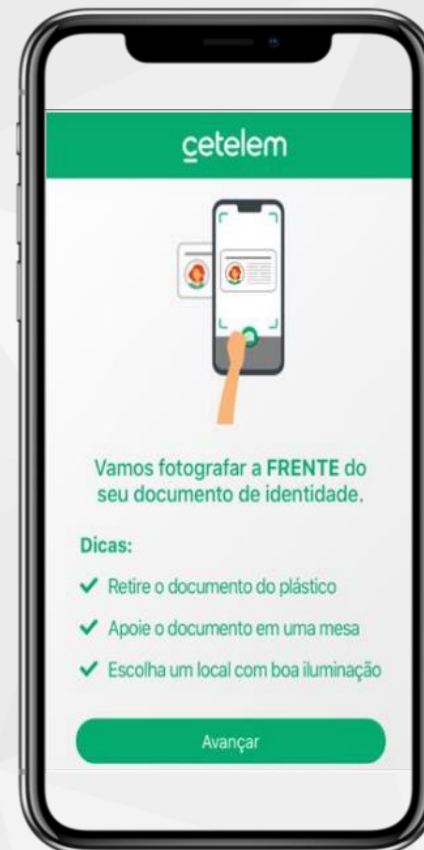 cetelem
Vamos fotografar a FRENTE do
seu documento de identidade.
Dicas:
✓ Retire o documento do plástico
✓ Apoie o documento em uma mesa
✓ Escolha um local com boa iluminação
Avançar